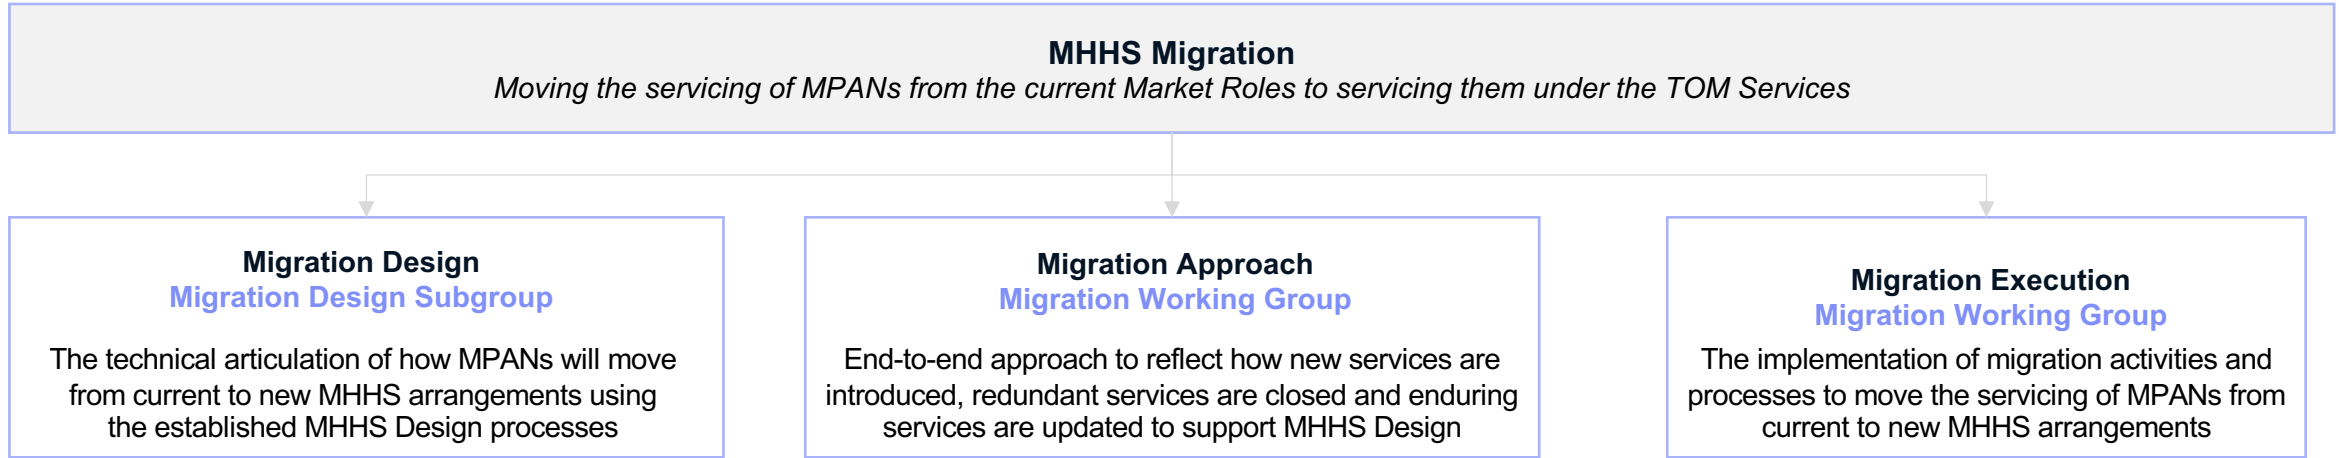 MHHS Migration
Moving the servicing of MPANs from the current Market Roles to servicing them under the TOM Services
Migration Design
Migration Design Subgroup
The technical articulation of how MPANs will move
from current to new MHHS arrangements using
the established MHHS Design processes
Migration Approach
Migration Working Group
End-to-end approach to reflect how new services are
introduced, redundant services are closed and enduring
services are updated to support MHHS Design
Migration Execution
Migration Working Group
The implementation of migration activities and
processes to move the servicing of MPANs from
current to new MHHS arrangements